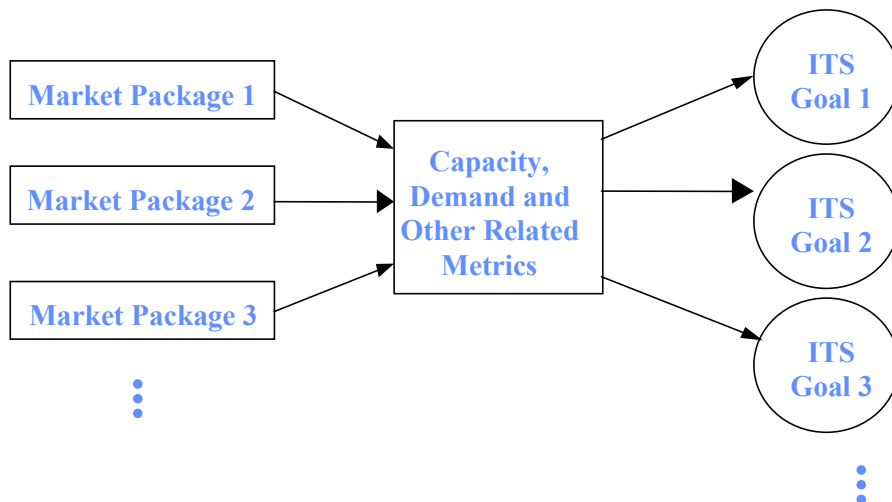 Market Package 1
Market Package 2
Market Package 3
Capacity,
Demand and
Other Related
Metrics
ITS
Goal 1
ITS
Goal 2
ITS
Goal 3